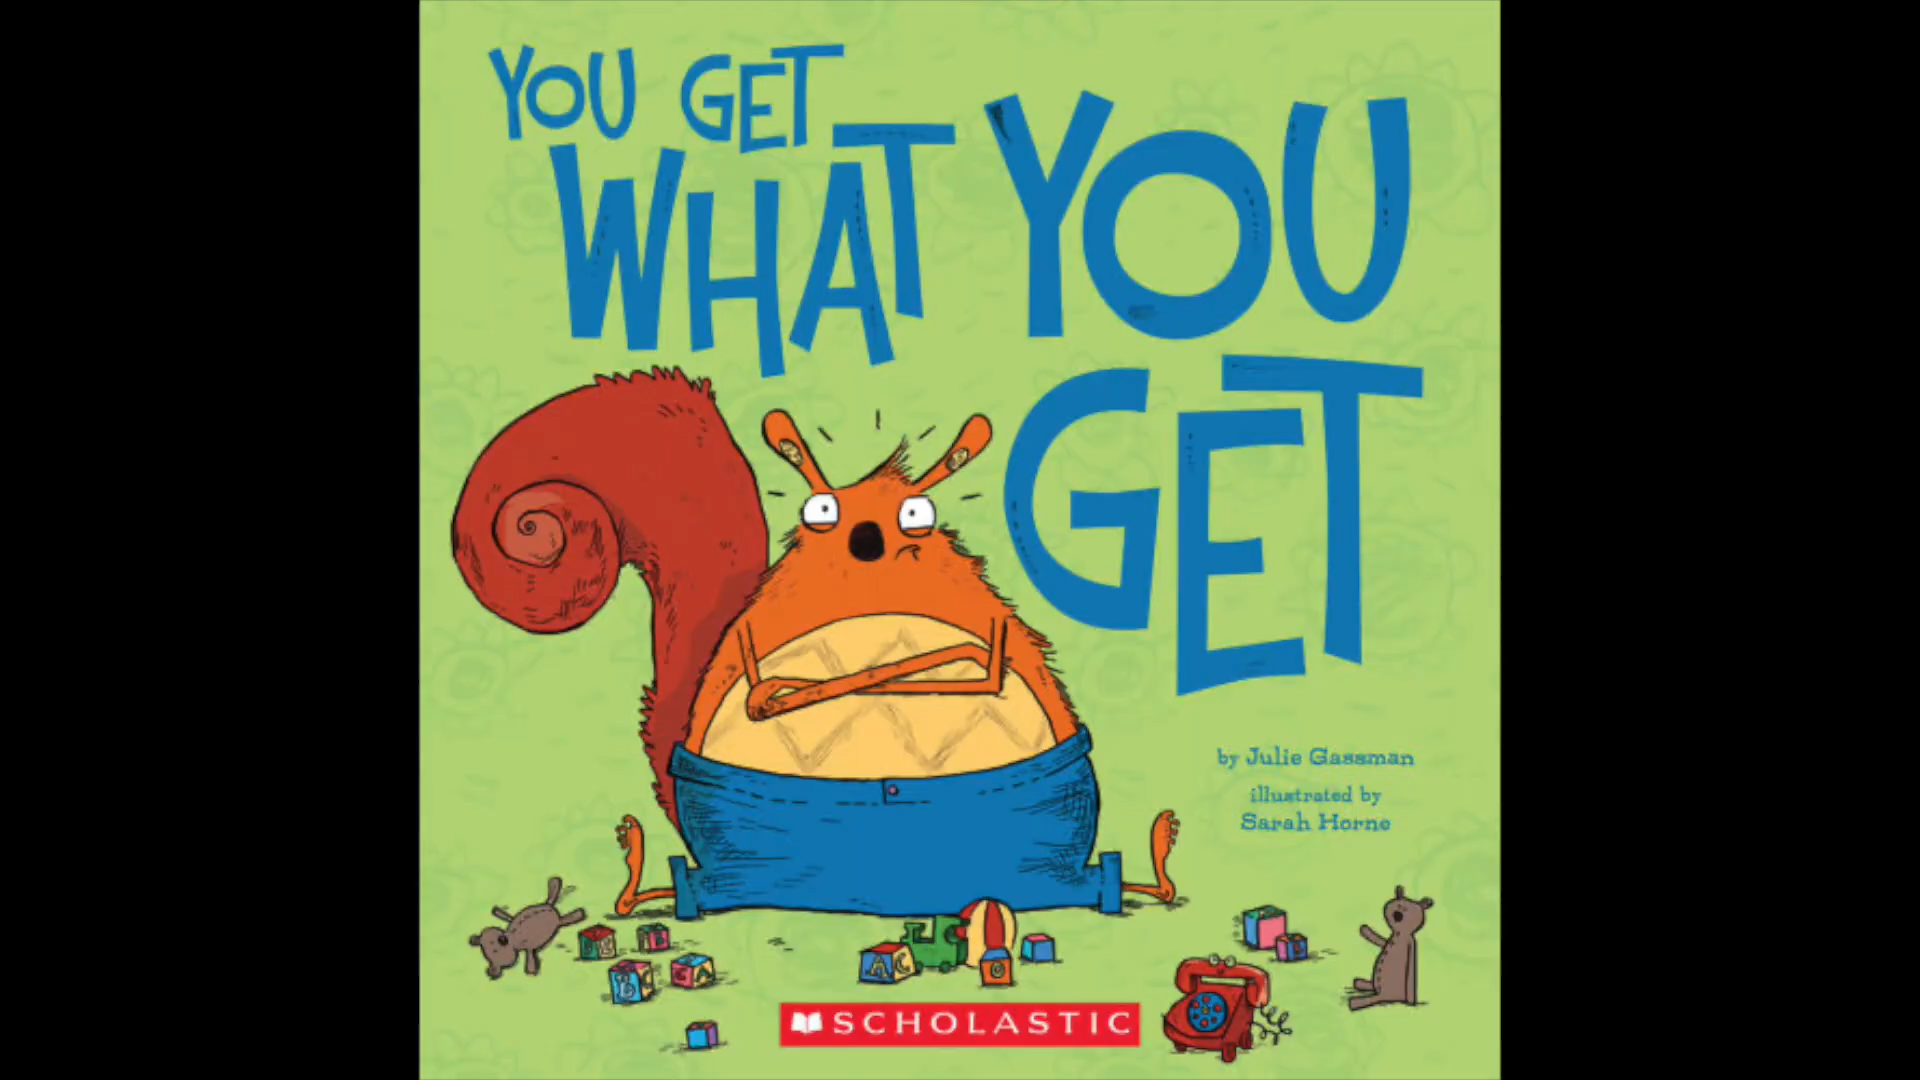 YOU GET
WHAT YOU
GET
by Julie Gassman
illustrated by
Sarah Horne
SCHOLASTIC